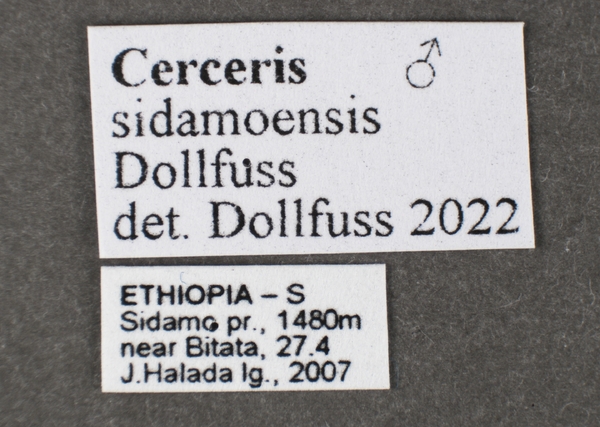 Cerceris ♂
sidamoensis
Dollfuss
det. Dollfuss 2022
ETHIOPIA – S
Sidamo pr., 1480m
near Bitata, 27.4
J.Halada lg., 2007